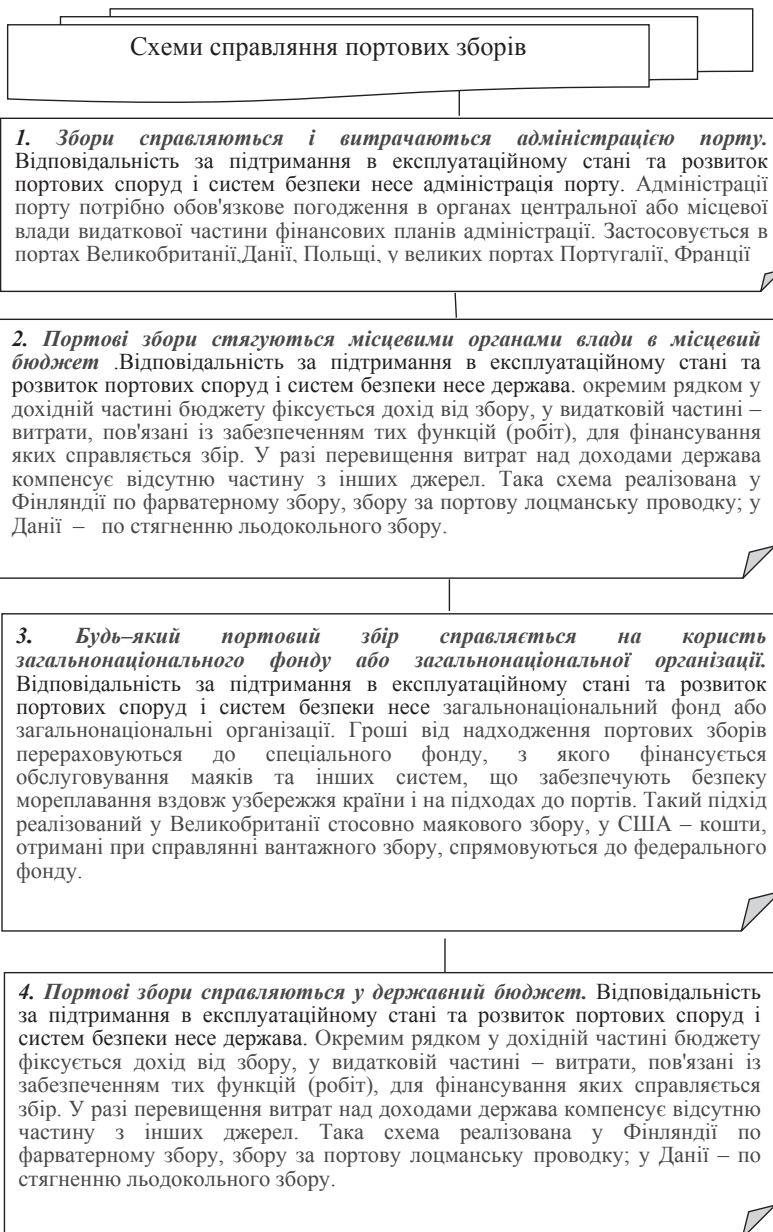 Схеми справляння портових зборів
1. Збори справляються і витрачаються адміністрацією порту.
Відповідальність за підтримання в експлуатаційному стані та розвиток
портових споруд і систем безпеки несе адміністрація порту. Адміністрації
порту потрібно обов'язкове погодження в органах центральної або місцевої
влади видаткової частини фінансових планів адміністрації. Застосовується в
портах Великобританії,Данії, Польщі, у великих портах Португалії, Франції
2. Портові збори стягуються місцевими органами влади в місцевий
бюджет .Відповідальність за підтримання в експлуатаційному стані та
розвиток портових споруд і систем безпеки несе держава. окремим рядком у
дохідній частині бюджету фіксується дохід від збору, у видатковій частині –
витрати, пов'язані із забезпеченням тих функцій (робіт), для фінансування
яких справляється збір. У разі перевищення витрат над доходами держава
компенсує відсутню частину з інших джерел. Така схема реалізована у
Фінляндії по фарватерному збору, збору за портову лоцманську проводку; у
Данії – по стягненню льодокольного збору.
3. Будь–який портовий збір справляється на користь
загальнонаціонального фонду або загальнонаціональної організації.
Відповідальність за підтримання в експлуатаційному стані та розвиток
портових споруд і систем безпеки несе загальнонаціональний фонд або
загальнонаціональні організації. Гроші від надходження портових зборів
перераховуються до спеціального фонду, з якого фінансується
обслуговування маяків та інших систем, що забезпечують безпеку
мореплавання вздовж узбережжя країни і на підходах до портів. Такий підхід
реалізований у Великобританії стосовно маякового збору, у США – кошти,
отримані при справлянні вантажного збору, спрямовуються до федерального
фонду.
4. Портові збори справляються у державний бюджет. Відповідальність
за підтримання в експлуатаційному стані та розвиток портових споруд і
систем безпеки несе держава. Окремим рядком у дохідній частині бюджету
фіксується дохід від збору, у видатковій частині – витрати, пов'язані із
забезпеченням тих функцій (робіт), для фінансування яких справляється
збір. У разі перевищення витрат над доходами держава компенсує відсутню
частину з інших джерел. Така схема реалізована у Фінляндії по
фарватерному збору, збору за портову лоцманську проводку; у Данії – по
стягненню льодокольного збору.